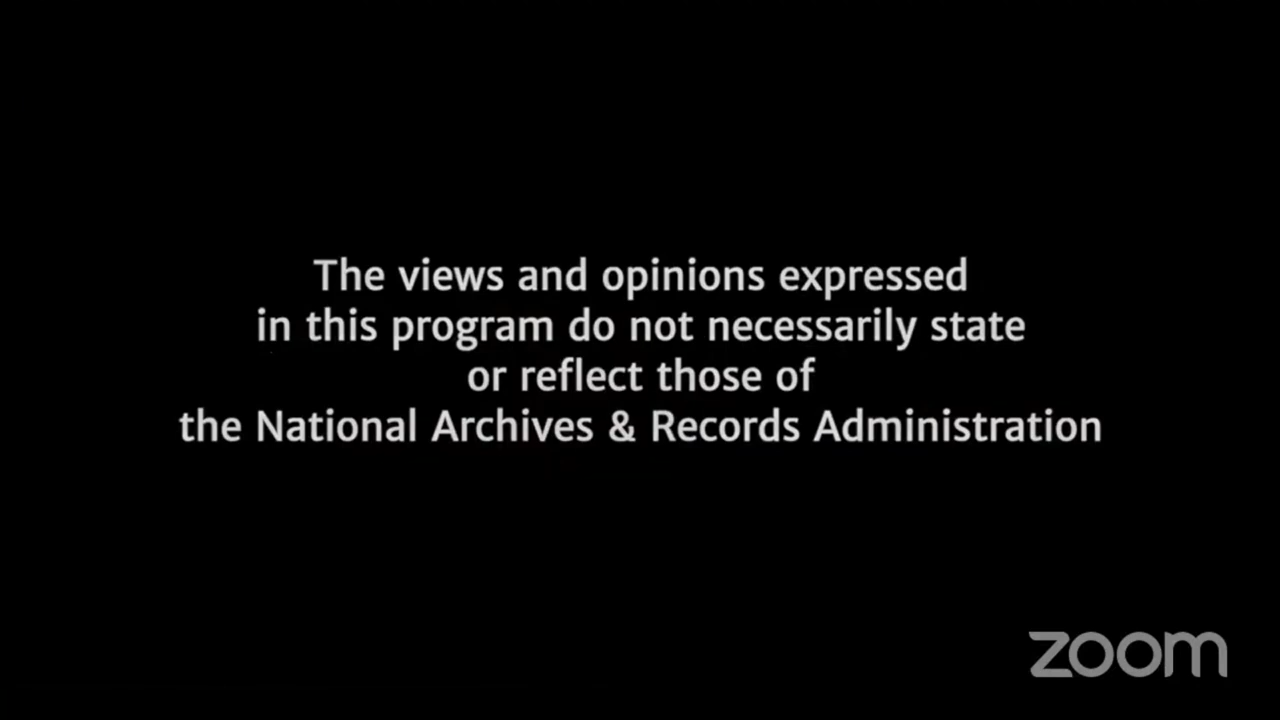 The views and opinions expressed
in this program do not necessarily state
or reflect those of
the National Archives & Records Administration
zoom